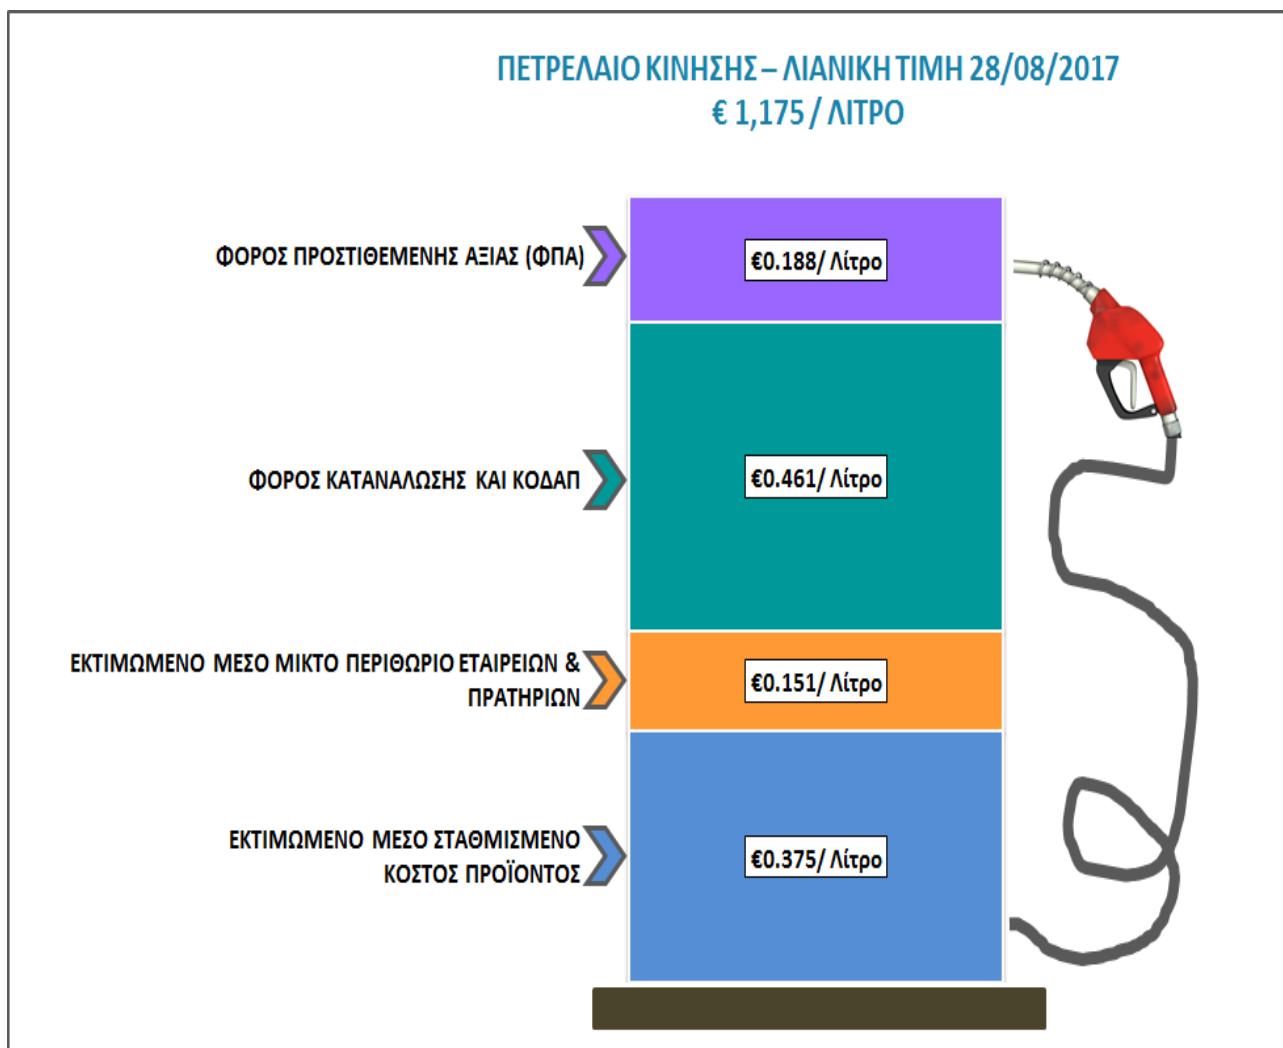 ΠΕΤΡΕΛΑΙΟ ΚΙΝΗΣΗΣ – ΛΙΑΝΙΚΗ ΤΙΜΗ 28/08/2017
€ 1,175 / ΛΙΤΡΟ
ΦΟΡΟΣ ΠΡΟΣΤΙΘΕΜΕΝΗΣ ΑΞΙΑΣ (ΦΠΑ)
€0.188/ Λίτρο
ΦΟΡΟΣ ΚΑΤΑΝΑΛΩΣΗΣ ΚΑΙ ΚΟΔΑΠ
€0.461/ Λίτρο
ΕΚΤΙΜΩΜΕΝΟ ΜΕΣΟ ΜΙΚΤΟ ΠΕΡΙΘΩΡΙΟ ΕΤΑΙΡΕΙΩΝ &
ΠΡΑΤΗΡΙΩΝ
€0.151/ Λίτρο
ΕΚΤΙΜΩΜΕΝΟ ΜΕΣΟ ΣΤΑΘΜΙΣΜΕΝΟ
ΚΟΣΤΟΣ ΠΡΟΪΟΝΤΟΣ
€0.375/ Λίτρο